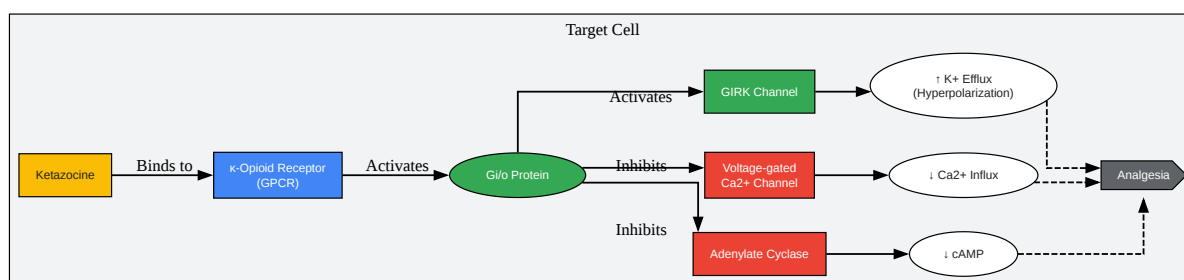 Target Cell
Ketazocine
Binds to
κ-Opioid Receptor
(GPCR)
Activates
Gi/o Protein
Activates
GIRK Channel
↑ K+ Efflux
(Hyperpolarization)
Inhibits
Voltage-gated
Ca2+ Channel
↓ Ca2+ Influx
Analgesia
Inhibits
Adenylate Cyclase
↓ cAMP